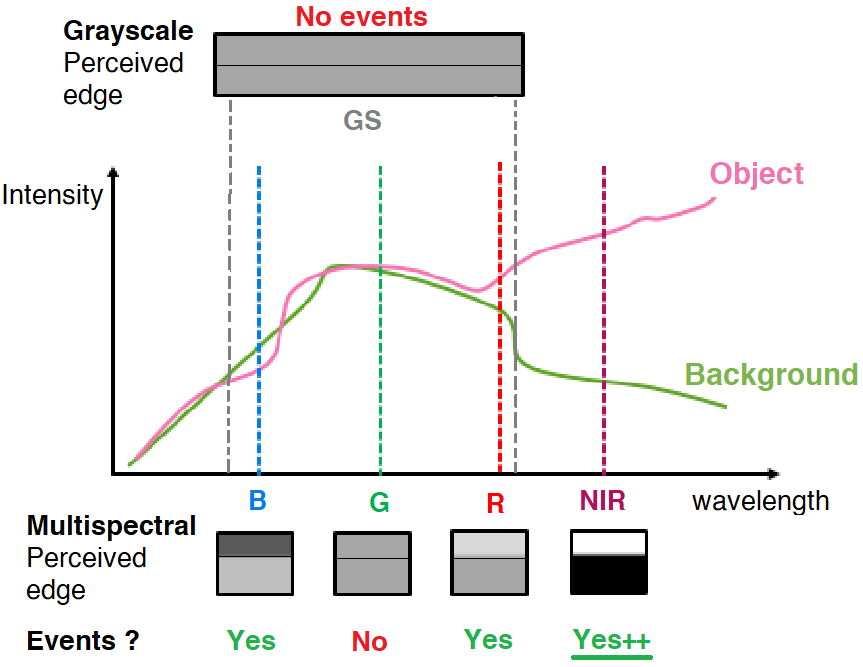 No events
Grayscale
Perceived
edge
GS
Object
Intensity
Background
B
G
R
NIR
wavelength
Multispectral
Perceived
edge
Events ?
Yes
No
Yes
Yes++